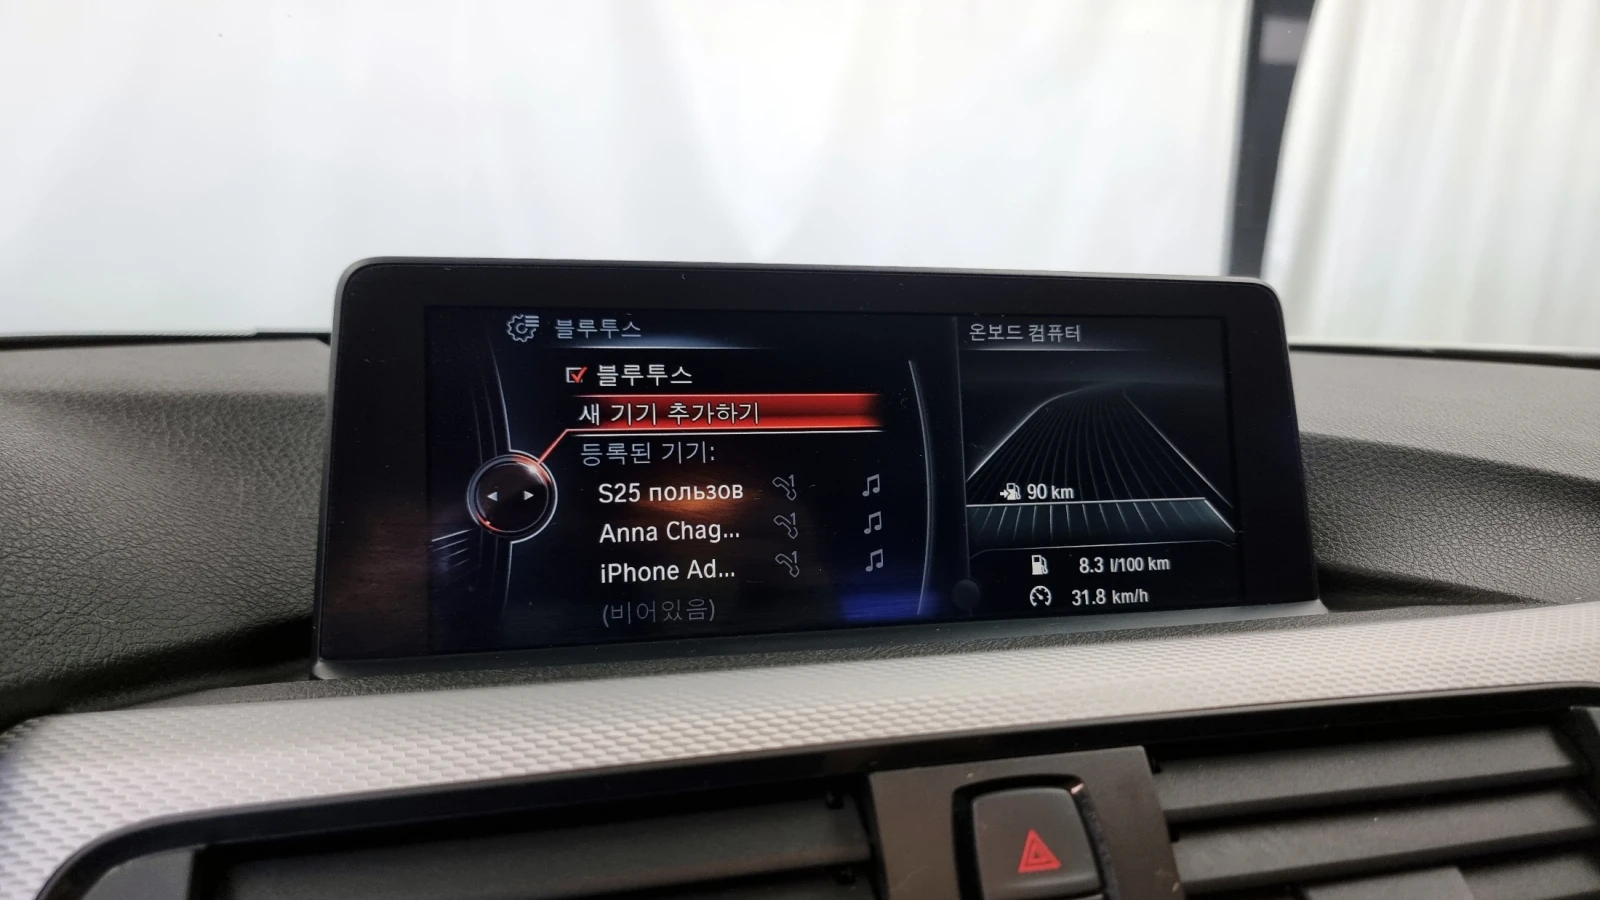 블루투스
블루투스
새 기기 추가하기
등록된 기기:
S25 пользов
Anna Chag...
iPhone Ad...
(비어있음)
온보드 컴퓨터
90 km
8.3 l/100 km
31.8 km/h